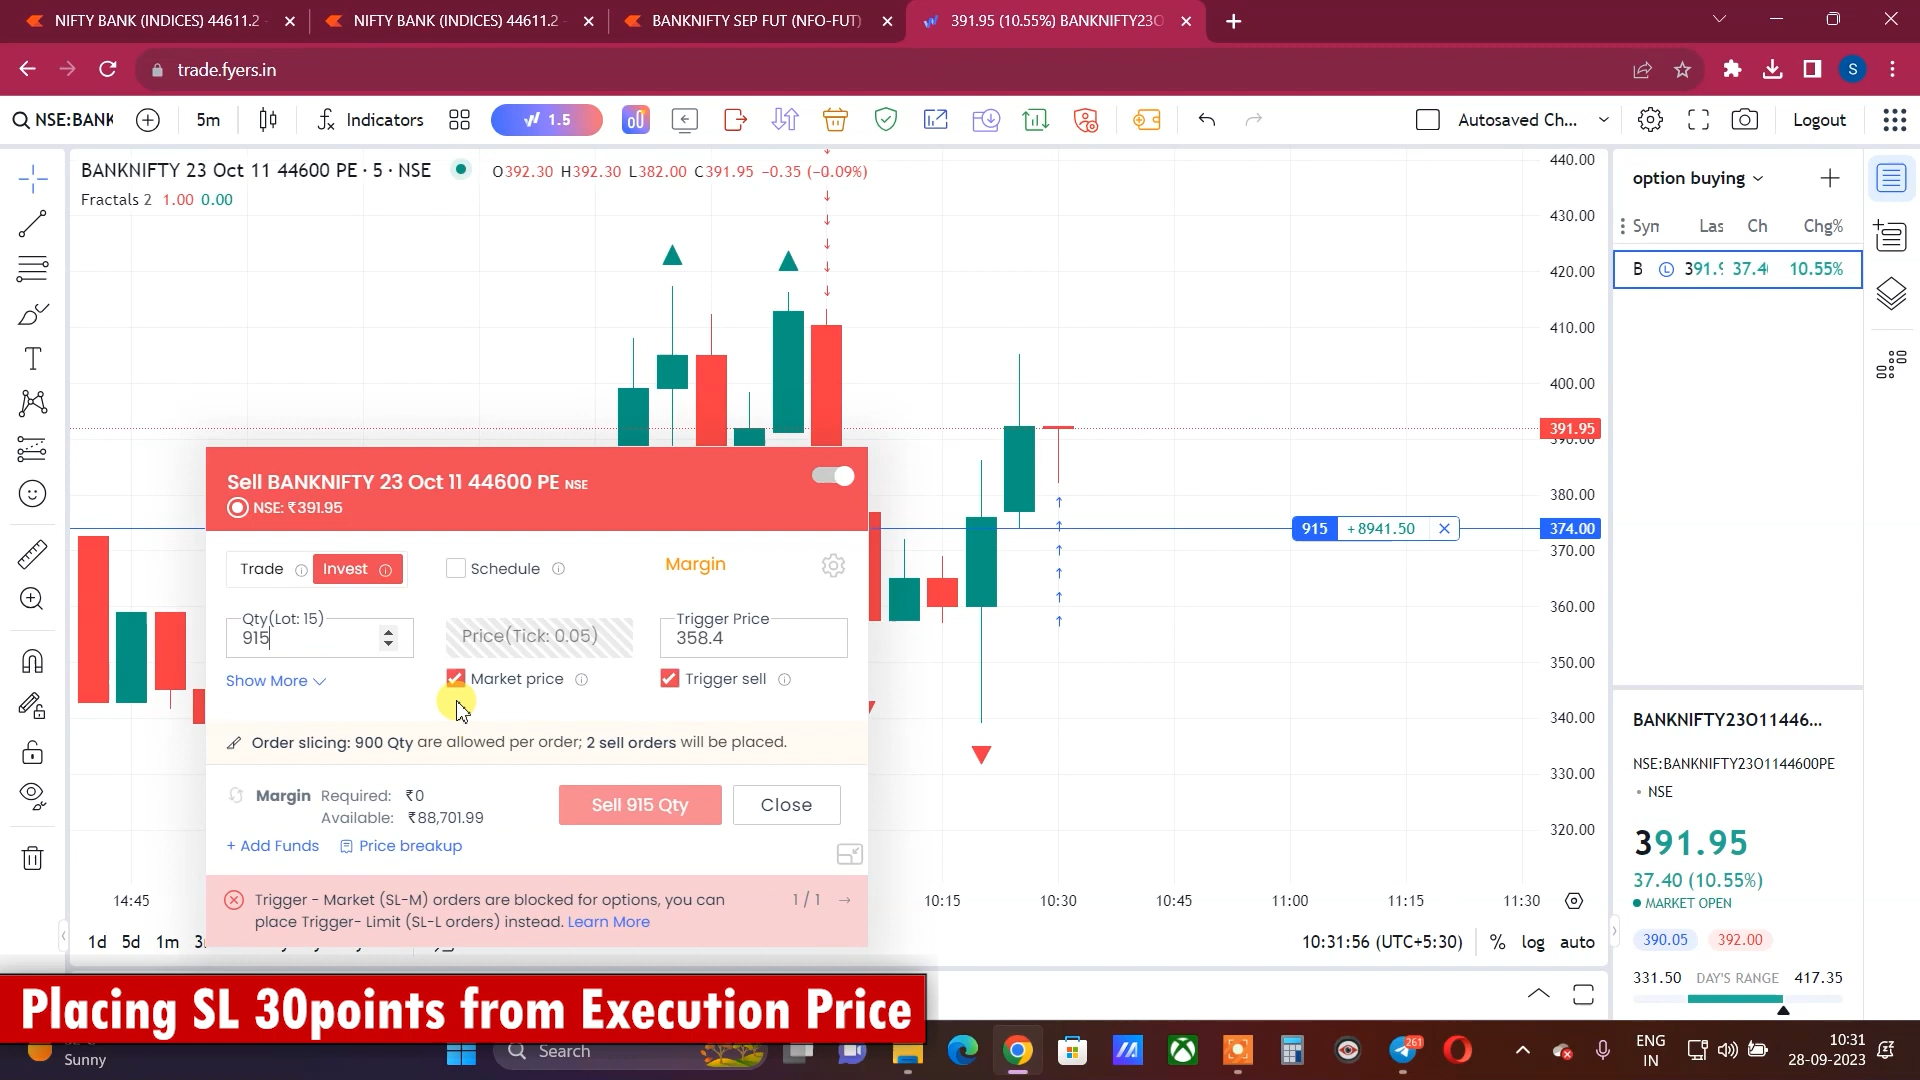 NIFTY BANK (INDICES) 44611.2
NIFTY BANK (INDICES) 44611.2
BANKNIFTY SEP FUT (NFO-FUT)
391.95 (10.55%) BANKNIFTY23O
trade.fyers.in
S
NSE:BANK
5m
Indicators
1.5
Autosaved Ch...
Logout
BANKNIFTY 23 Oct 11 44600 PE · 5 · NSE
O392.30 H392.30 L382.00 C391.95 −0.35 (−0.09%)
Fractals 2 1.00 0.00
440.00
430.00
420.00
410.00
400.00
391.95
390.00
380.00
374.00
370.00
360.00
350.00
340.00
330.00
320.00
915 +8941.50
option buying
Syn Las Ch Chg%
B L 391.9 37.4 10.55%
Sell BANKNIFTY 23 Oct 11 44600 PE NSE
NSE: ₹391.95
Trade Invest
Schedule
Margin
Qty(Lot: 15)
915
Price(Tick: 0.05)
Trigger Price
358.4
Show More
Market price
Trigger sell
Order slicing: 900 Qty are allowed per order; 2 sell orders will be placed.
Margin Required: ₹0
Available: ₹88,701.99
Sell 915 Qty
Close
+ Add Funds
Price breakup
Trigger - Market (SL-M) orders are blocked for options, you can
place Trigger- Limit (SL-L orders) instead. Learn More
1 / 1
14:45
10:15
10:30
10:45
11:00
11:15
11:30
1d 5d 1m
10:31:56 (UTC+5:30)
% log auto
BANKNIFTY23O11446...
NSE:BANKNIFTY23O1144600PE
• NSE
391.95
37.40 (10.55%)
MARKET OPEN
390.05 392.00
331.50 DAY'S RANGE 417.35
Placing SL 30points from Execution Price
Sunny
Search
261
ENG
IN
10:31
28-09-2023